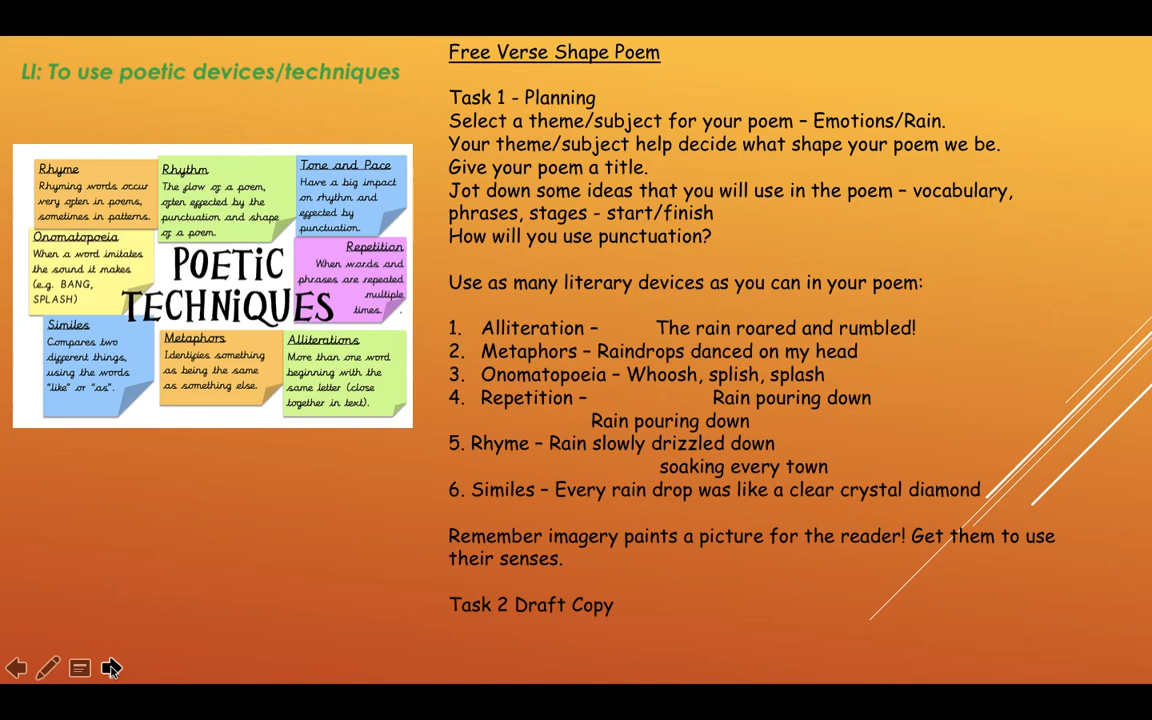 LI: To use poetic devices/techniques
Rhyme
Rhyming words occur
very often in poems,
sometimes in patterns.
Rhythm
The flow of a poem,
often effected by the
punctuation and shape
of a poem.
Tone and Pace
Have a big impact
on rhythm and
effected by
punctuation.
Onomatopoeia
When a word imitates
the sound it makes
(e.g. BANG,
SPLASH)
POETIC
TECHNIQUES
Repetition
When words and
phrases are repeated
multiple
times.
Similes
Compares two
different things,
using the words
"like" or "as".
Metaphors
Identifies something
as being the same
as something else.
Alliterations
More than one word
beginning with the
same letter (close
together in text).
Free Verse Shape Poem
Task 1 - Planning
Select a theme/subject for your poem – Emotions/Rain.
Your theme/subject help decide what shape your poem we be.
Give your poem a title.
Jot down some ideas that you will use in the poem – vocabulary,
phrases, stages - start/finish
How will you use punctuation?
Use as many literary devices as you can in your poem:
1. Alliteration – The rain roared and rumbled!
2. Metaphors – Raindrops danced on my head
3. Onomatopoeia – Whoosh, splish, splash
4. Repetition – Rain pouring down
Rain pouring down
5. Rhyme – Rain slowly drizzled down
soaking every town
6. Similes – Every rain drop was like a clear crystal diamond
Remember imagery paints a picture for the reader! Get them to use
their senses.
Task 2 Draft Copy